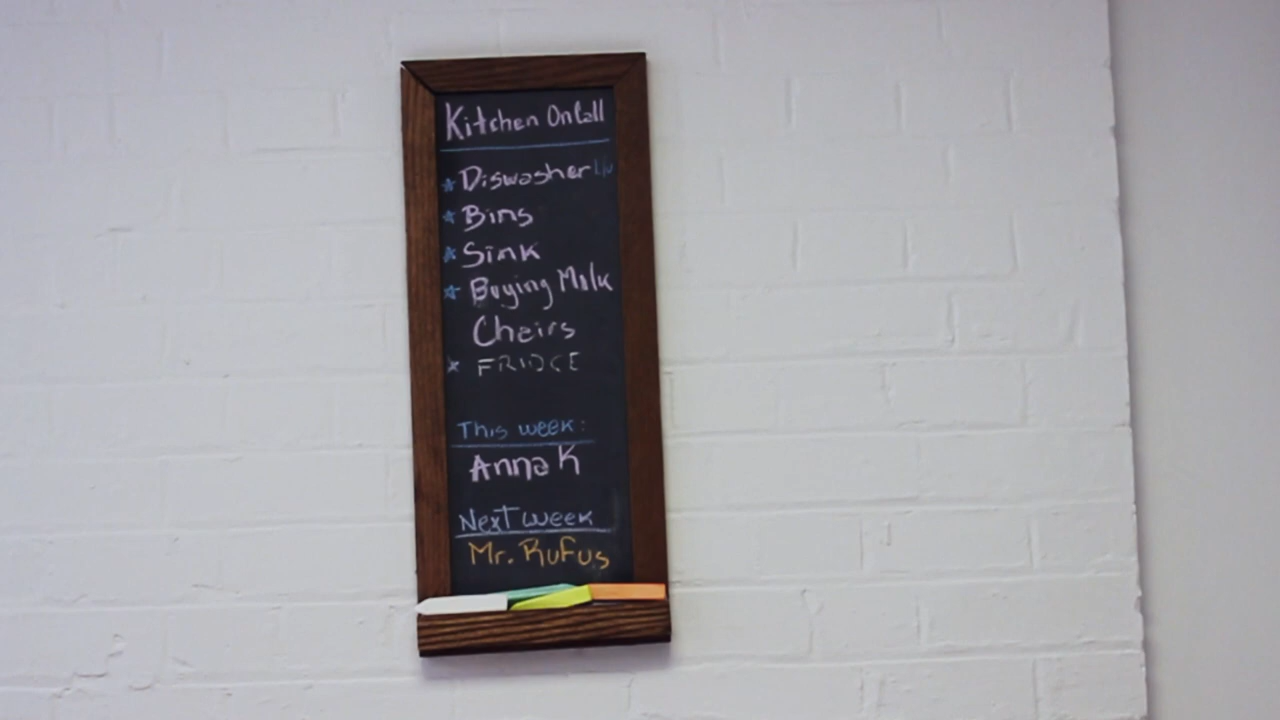 Kitchen OnCall
* Diswasher
* Bins
* Sink
* Buying Milk
Chairs
* FRIDGE
This week:
Anna K
Next week
Mr. Rufus